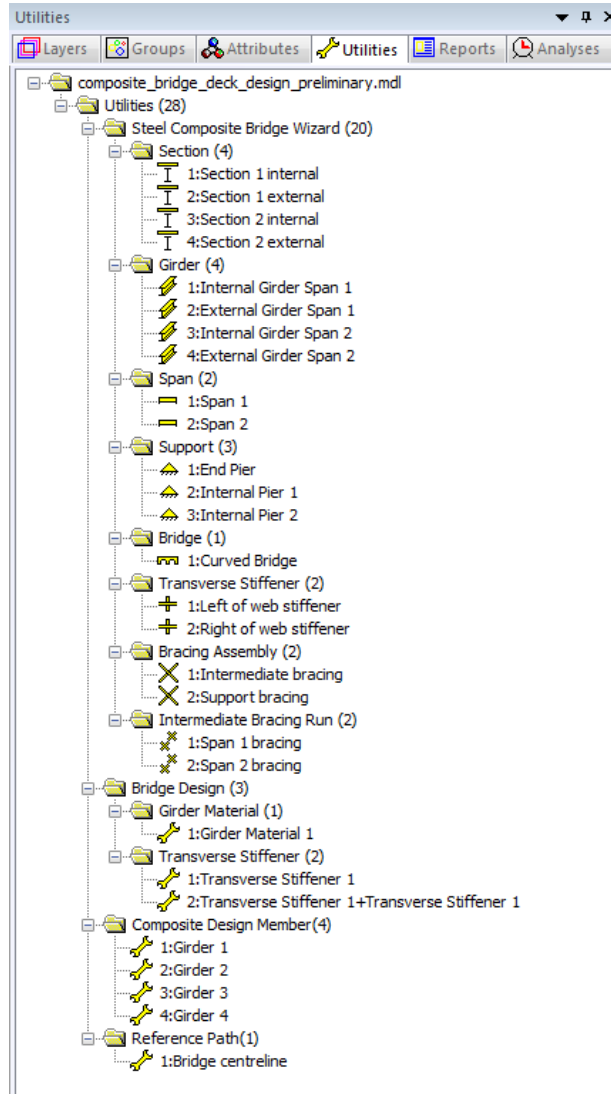 Utilities
Layers Groups Attributes Utilities Reports Analyses
composite_bridge_deck_design_preliminary.mdl
Utilities (28)
Steel Composite Bridge Wizard (20)
Section (4)
1:Section 1 internal
2:Section 1 external
3:Section 2 internal
4:Section 2 external
Girder (4)
1:Internal Girder Span 1
2:External Girder Span 1
3:Internal Girder Span 2
4:External Girder Span 2
Span (2)
1:Span 1
2:Span 2
Support (3)
1:End Pier
2:Internal Pier 1
3:Internal Pier 2
Bridge (1)
1:Curved Bridge
Transverse Stiffener (2)
1:Left of web stiffener
2:Right of web stiffener
Bracing Assembly (2)
1:Intermediate bracing
2:Support bracing
Intermediate Bracing Run (2)
1:Span 1 bracing
2:Span 2 bracing
Bridge Design (3)
Girder Material (1)
1:Girder Material 1
Transverse Stiffener (2)
1:Transverse Stiffener 1
2:Transverse Stiffener 1+Transverse Stiffener 1
Composite Design Member(4)
1:Girder 1
2:Girder 2
3:Girder 3
4:Girder 4
Reference Path(1)
1:Bridge centreline